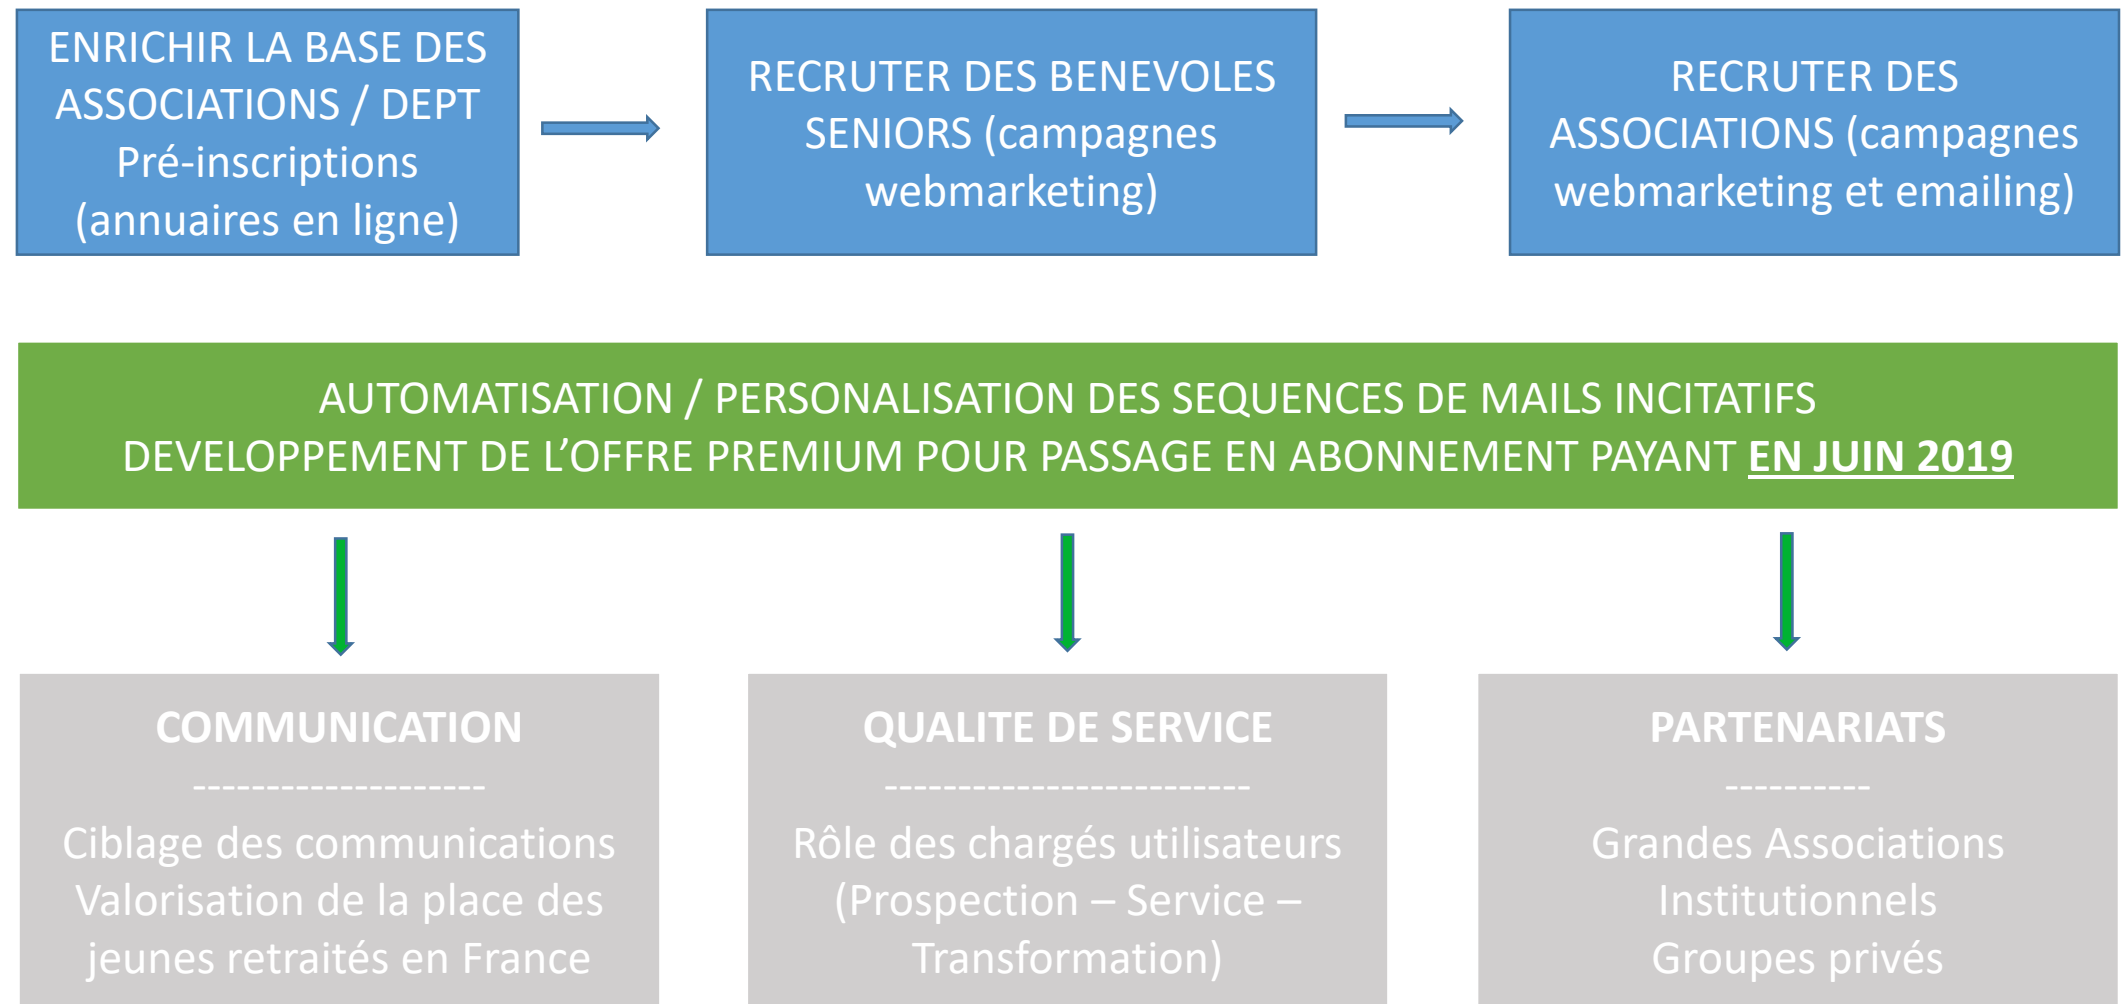 ENRICHIR LA BASE DES
ASSOCIATIONS / DEPT
Pré-inscriptions
(annuaires en ligne)
RECRUTER DES BENEVOLES
SENIORS (campagnes
webmarketing)
RECRUTER DES
ASSOCIATIONS (campagnes
webmarketing et emailing)
AUTOMATISATION / PERSONALISATION DES SEQUENCES DE MAILS INCITATIFS
DEVELOPPEMENT DE L’OFFRE PREMIUM POUR PASSAGE EN ABONNEMENT PAYANT EN JUIN 2019
COMMUNICATION
--------------------
Ciblage des communications
Valorisation de la place des
jeunes retraités en France
QUALITE DE SERVICE
-------------------------
Rôle des chargés utilisateurs
(Prospection – Service –
Transformation)
PARTENARIATS
----------
Grandes Associations
Institutionnels
Groupes privés